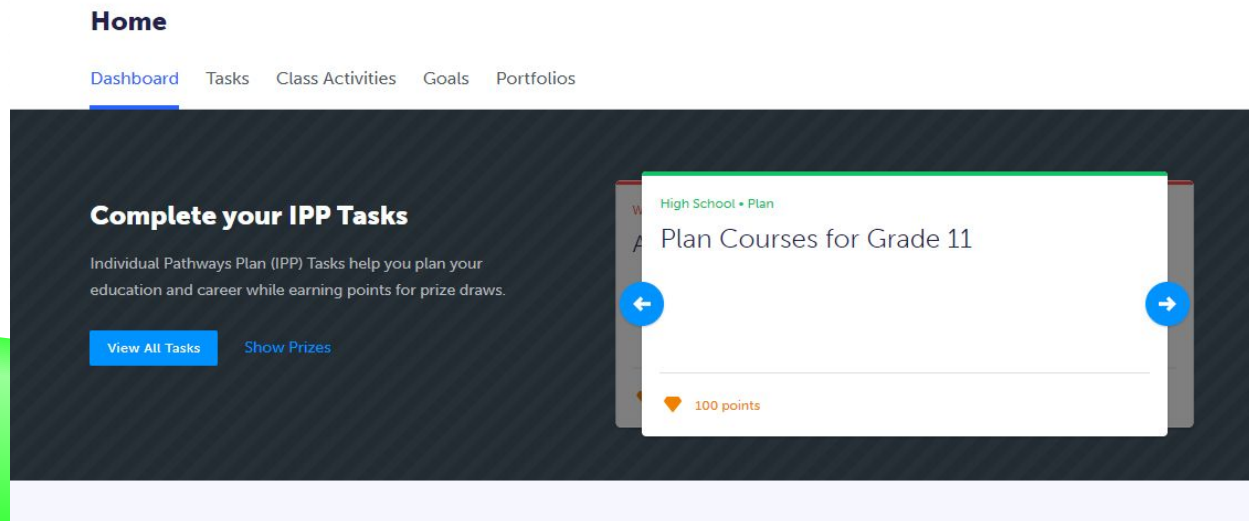 Home
Dashboard Tasks Class Activities Goals Portfolios
Complete your IPP Tasks
Individual Pathways Plan (IPP) Tasks help you plan your
education and career while earning points for prize draws.
View All Tasks Show Prizes
High School • Plan
Plan Courses for Grade 11
100 points